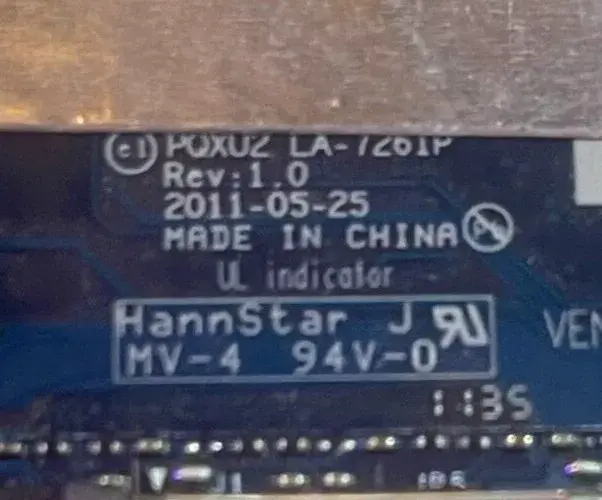 PQXU2 LA-7261P
Rev:1.0
2011-05-25
MADE IN CHINA
UL indicator
HannStar J
MV-4 94V-0
VEN
1135